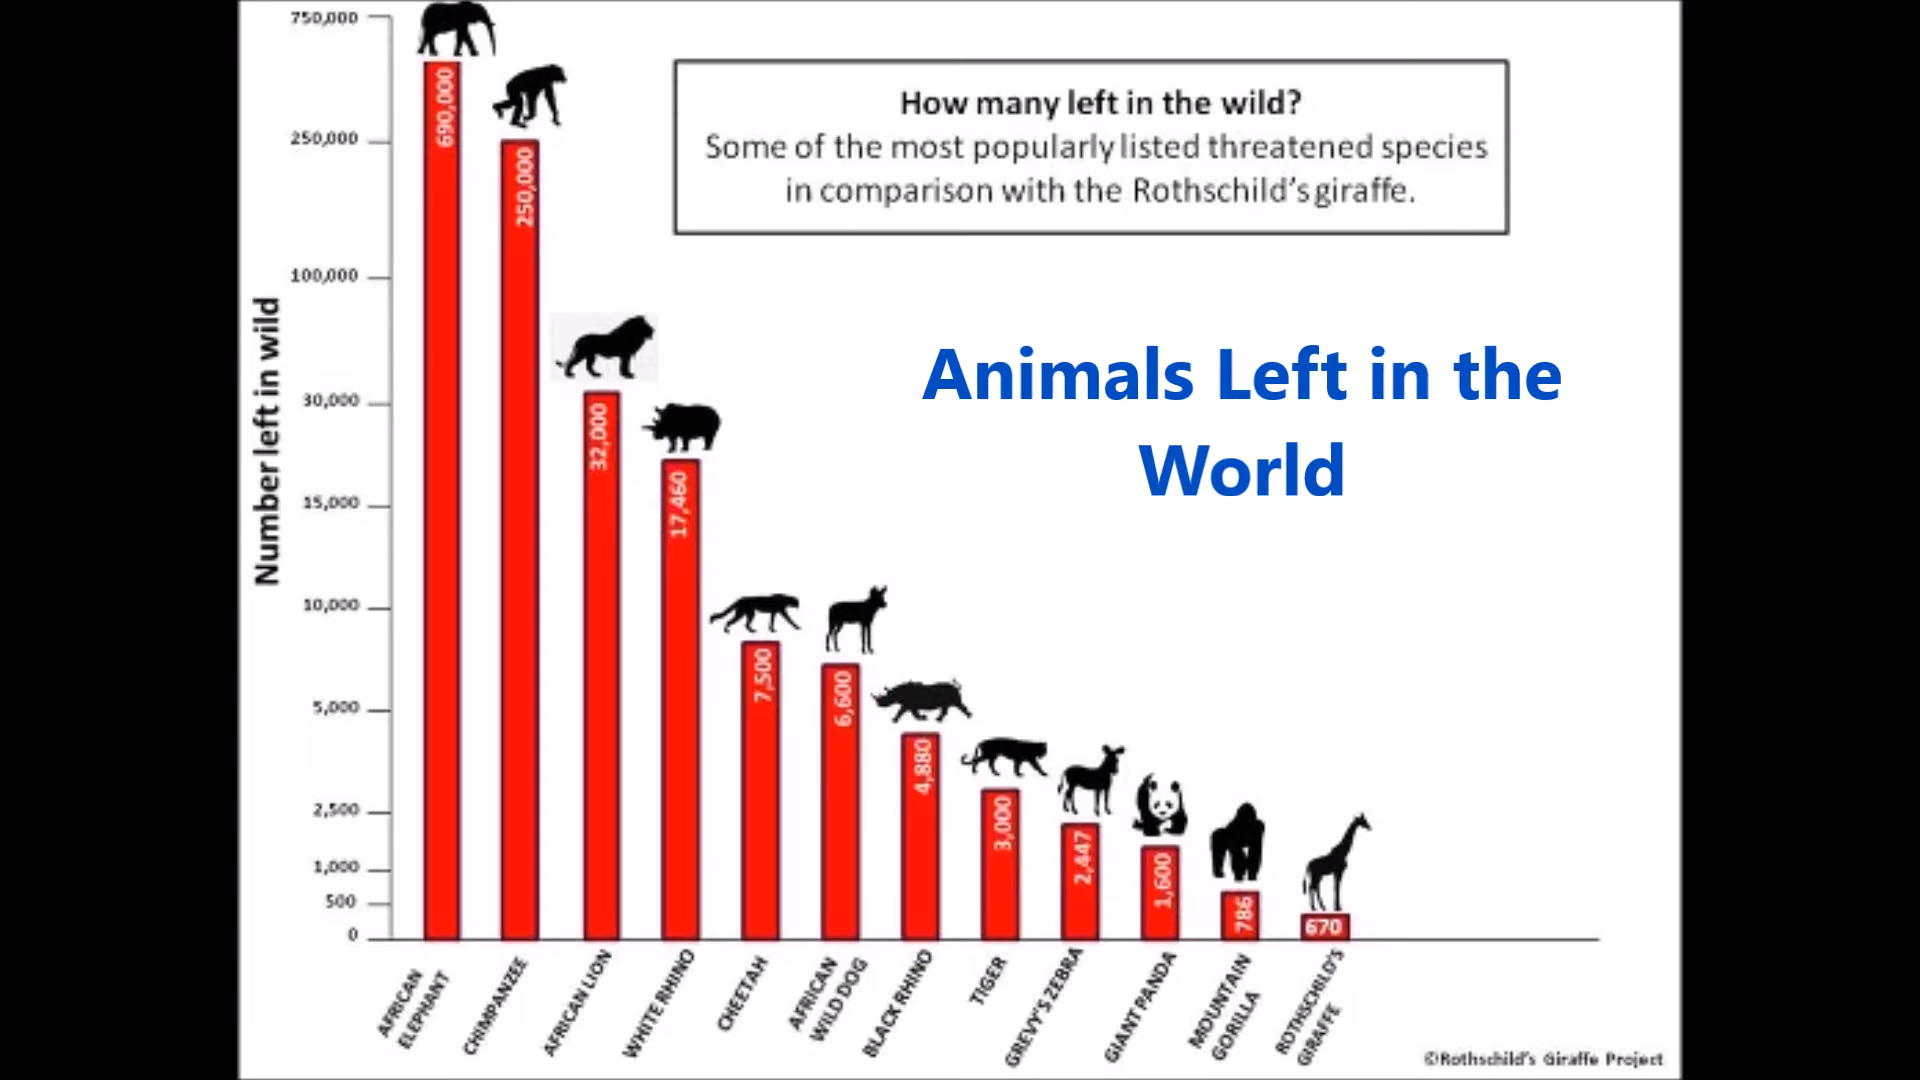 How many left in the wild?
Some of the most popularly listed threatened species
in comparison with the Rothschild's giraffe.
Animals Left in the
World
Number left in wild
750,000
250,000
100,000
30,000
15,000
10,000
5,000
2,500
1,000
500
0
690,000
250,000
32,000
17,460
7,500
6,600
4,880
3,000
2,447
1,600
786
670
AFRICAN
ELEPHANT
CHIMPANZEE
AFRICAN LION
WHITE RHINO
CHEETAH
AFRICAN
WILD DOG
BLACK RHINO
TIGER
GREVY'S ZEBRA
GIANT PANDA
MOUNTAIN
GORILLA
ROTHSCHILD'S
GIRAFFE
©Rothschild's Giraffe Project